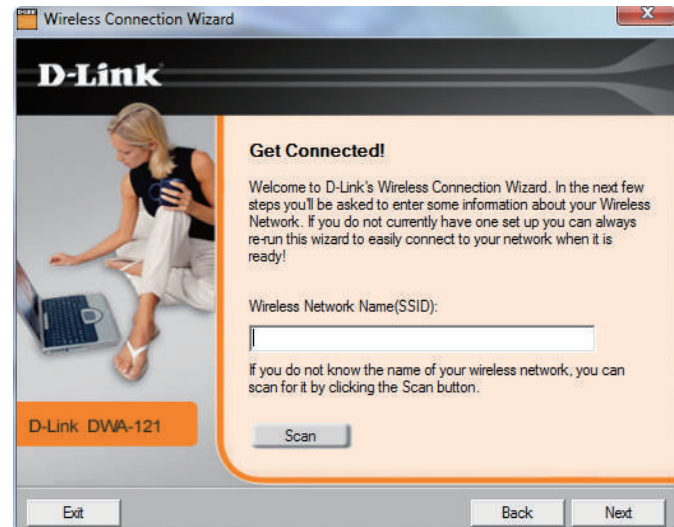 Wireless Connection Wizard
D-Link
Get Connected!
Welcome to D-Link's Wireless Connection Wizard. In the next few
steps you'll be asked to enter some information about your Wireless
Network. If you do not currently have one set up you can always
re-run this wizard to easily connect to your network when it is
ready!
Wireless Network Name(SSID):
If you do not know the name of your wireless network, you can
scan for it by clicking the Scan button.
D-Link DWA-121
Scan
Exit
Back
Next